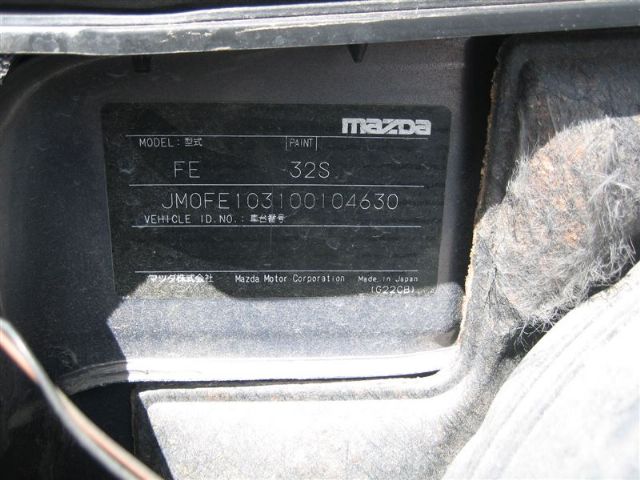 mazda
MODEL:型式 [PAINT]
FE 32S
JM0FE103100104630
VEHICLE ID.NO.:車台番号
マツダ株式会社 Mazda Motor Corporation Made in Japan
(G22CB)